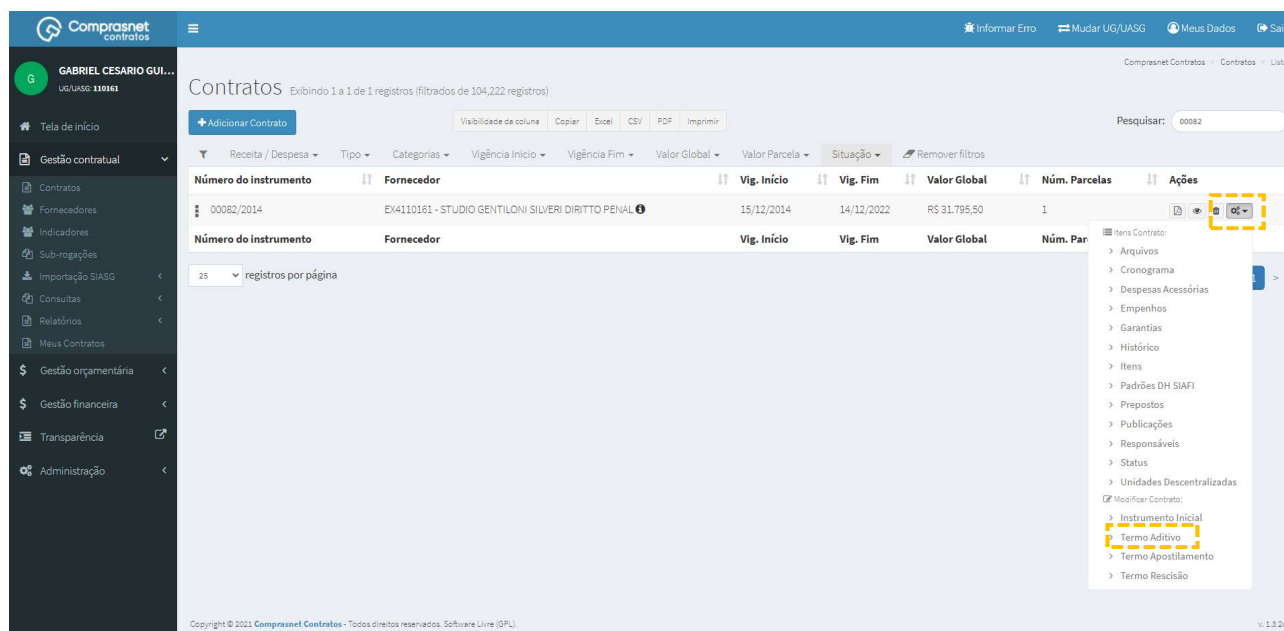 Comprasnet
contratos
Informar Erro Mudar UG/UASG Meus Dados Sai
G
GABRIEL CESARIO GUI...
UG/UASG: 110161
Comprasnet Contratos > Contratos > List
Contratos Exibindo 1 a 1 de 1 registros (filtrados de 104,222 registros)
Adicionar Contrato
Visibilidade da coluna Copiar Excel CSV PDF Imprimir
Pesquisar: 00082
Receita / Despesa Tipo Categorias Vigência Inicio Vigência Fim Valor Global Valor Parcela Situação Remover filtros
Número do instrumento Fornecedor Vig. Início Vig. Fim Valor Global Núm. Parcelas Ações
00082/2014 EX4110161 - STUDIO GENTILONI SILVERI DIRITTO PENAL 15/12/2014 14/12/2022 R$ 31.795,50 1
Número do instrumento Fornecedor Vig. Início Vig. Fim Valor Global Núm. Par
25 registros por página
1 >
Tela de início
Gestão contratual
Contratos
Fornecedores
Indicadores
Sub-rogações
Importação SIASG
Consultas
Relatórios
Meus Contratos
Gestão orçamentária
Gestão financeira
Transparência
Administração
Itens Contrato:
> Arquivos
> Cronograma
> Despesas Acessórias
> Empenhos
> Garantias
> Histórico
> Itens
> Padrões DH SIAFI
> Prepostos
> Publicações
> Responsáveis
> Status
> Unidades Descentralizadas
Modificar Contrato:
> Instrumento Inicial
> Termo Aditivo
> Termo Apostilamento
> Termo Rescisão
Copyright © 2021 Comprasnet Contratos - Todos direitos reservados. Software Livre (GPL).
v. 1.3.2